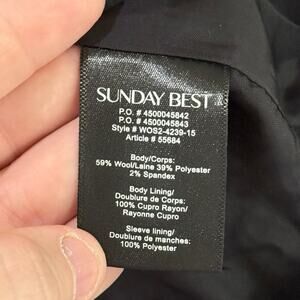 SUNDAY BEST
P.O. # 4500045842
P.O. # 4500045843
Style # WOS2-4239-15
Article # 55684
Body/Corps:
59% Wool/Laine 39% Polyester
2% Spandex
Body Lining/
Doublure de Corps:
100% Cupro Rayon/
Rayonne Cupro
Sleeve lining/
Doublure de manches:
100% Polyester